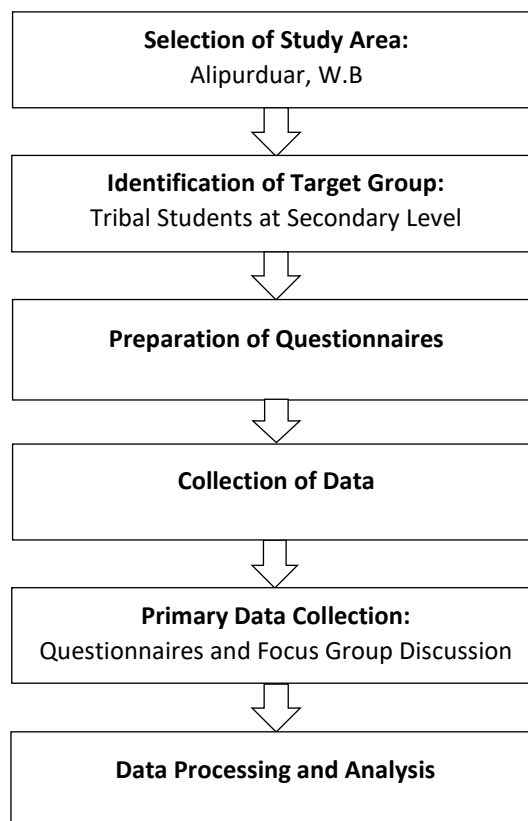 Selection of Study Area:
Alipurduar, W.B
Identification of Target Group:
Tribal Students at Secondary Level
Preparation of Questionnaires
Collection of Data
Primary Data Collection:
Questionnaires and Focus Group Discussion
Data Processing and Analysis